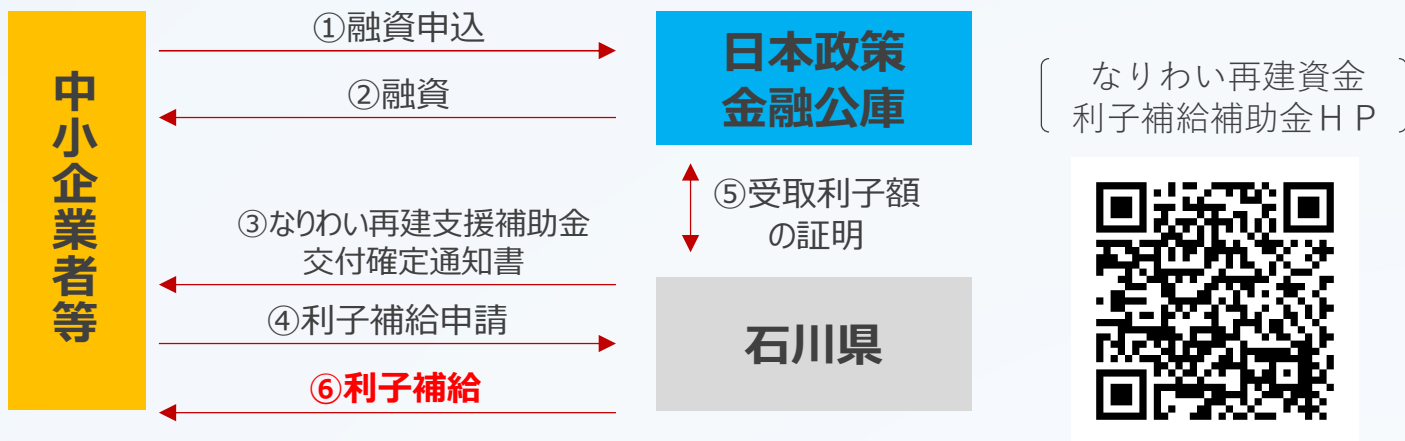 中小企業者等
①融資申込
②融資
③なりわい再建支援補助金
交付確定通知書
④利子補給申請
⑥利子補給
日本政策
金融公庫
⑤受取利子額
の証明
石川県
なりわい再建資金
利子補給補助金ＨＰ